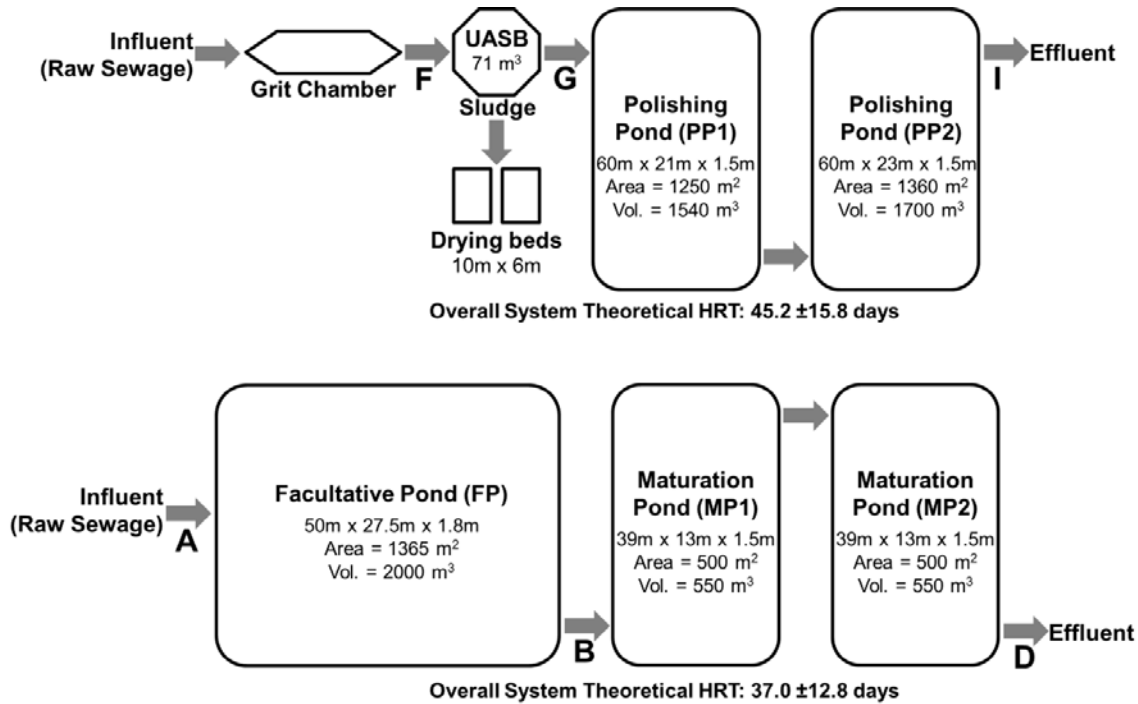 Influent
(Raw Sewage)
Grit Chamber
F
UASB
71 m³
Sludge
G
Drying beds
10m x 6m
Polishing
Pond (PP1)
60m x 21m x 1.5m
Area = 1250 m²
Vol. = 1540 m³
Polishing
Pond (PP2)
60m x 23m x 1.5m
Area = 1360 m²
Vol. = 1700 m³
I
Effluent
Overall System Theoretical HRT: 45.2 ±15.8 days
Influent
(Raw Sewage)
A
Facultative Pond (FP)
50m x 27.5m x 1.8m
Area = 1365 m²
Vol. = 2000 m³
B
Maturation
Pond (MP1)
39m x 13m x 1.5m
Area = 500 m²
Vol. = 550 m³
Maturation
Pond (MP2)
39m x 13m x 1.5m
Area = 500 m²
Vol. = 550 m³
D
Effluent
Overall System Theoretical HRT: 37.0 ±12.8 days